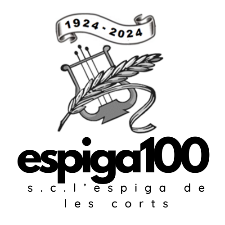 1924-2024
espiga100
s.c.l'espiga de
les corts